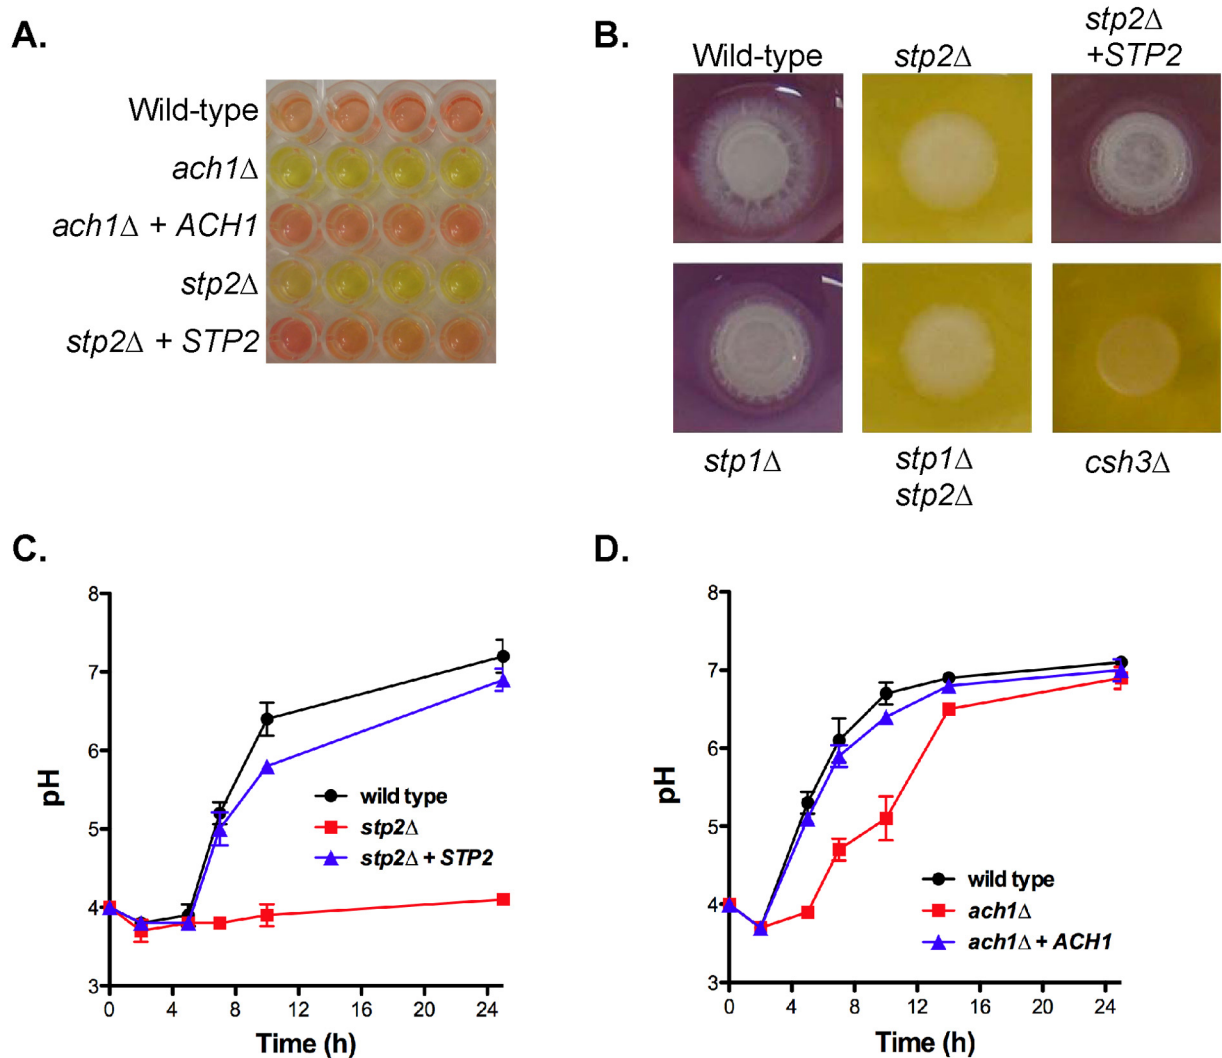 A.
Wild-type
ach1Δ
ach1Δ + ACH1
stp2Δ
stp2Δ + STP2
B.
Wild-type
stp2Δ
stp2Δ
+STP2
stp1Δ
stp1Δ
stp2Δ
csh3Δ
C.
8
7
6
5
4
3
pH
wild type
stp2Δ
stp2Δ + STP2
0
4
8
12
16
20
24
Time (h)
D.
8
7
6
5
4
3
pH
wild type
ach1Δ
ach1Δ + ACH1
0
4
8
12
16
20
24
Time (h)